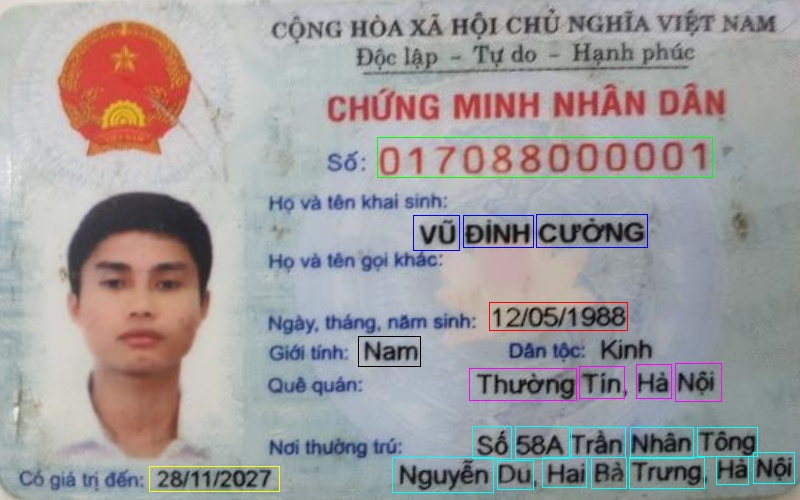 CỘNG HÒA XÃ HỘI CHỦ NGHĨA VIỆT NAM
Độc lập - Tự do - Hạnh phúc
CHỨNG MINH NHÂN DÂN
Số: 017088000001
Họ và tên khai sinh:
VŨ ĐÌNH CƯỜNG
Họ và tên gọi khác:
Ngày, tháng, năm sinh: 12/05/1988
Giới tính: Nam Dân tộc: Kinh
Quê quán: Thường Tín, Hà Nội
Nơi thường trú: Số 58A Trần Nhân Tông
Nguyễn Du, Hai Bà Trưng, Hà Nội
Có giá trị đến: 28/11/2027